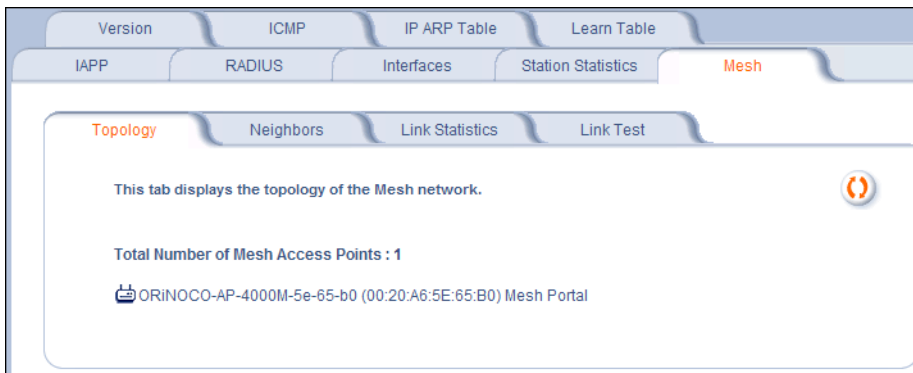 Version ICMP IP ARP Table Learn Table
IAPP RADIUS Interfaces Station Statistics Mesh
Topology Neighbors Link Statistics Link Test
This tab displays the topology of the Mesh network.
Total Number of Mesh Access Points : 1
ORiNOCO-AP-4000M-5e-65-b0 (00:20:A6:5E:65:B0) Mesh Portal